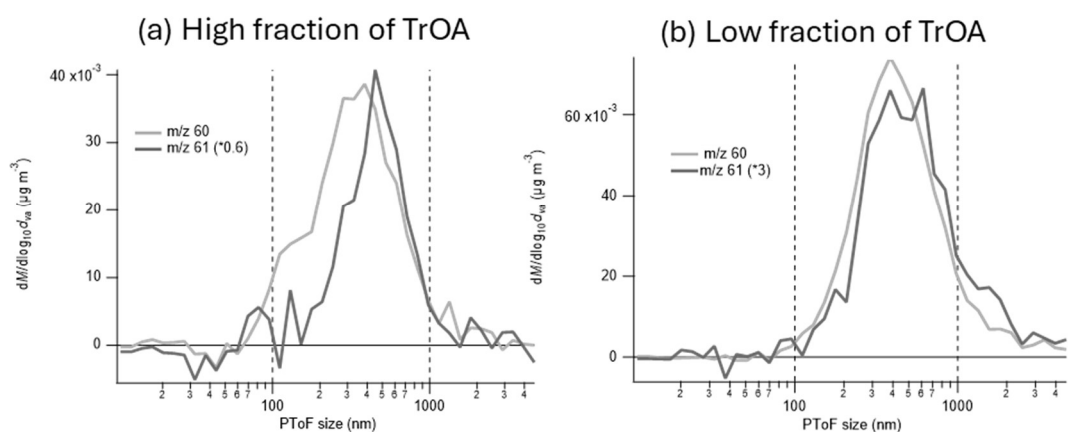 (a) High fraction of TrOA
40 x10⁻³
30
20
10
0
dM/dlog₁₀dᵥₐ (µg m⁻³)
m/z 60
m/z 61 (*0.6)
2 3 4 5 6 7 100 2 3 4 5 6 7 1000 2 3 4
PToF size (nm)
(b) Low fraction of TrOA
60 x10⁻³
40
20
0
dM/dlog₁₀dᵥₐ (µg m⁻³)
m/z 60
m/z 61 (*3)
2 3 4 5 6 7 100 2 3 4 5 6 7 1000 2 3 4
PToF size (nm)